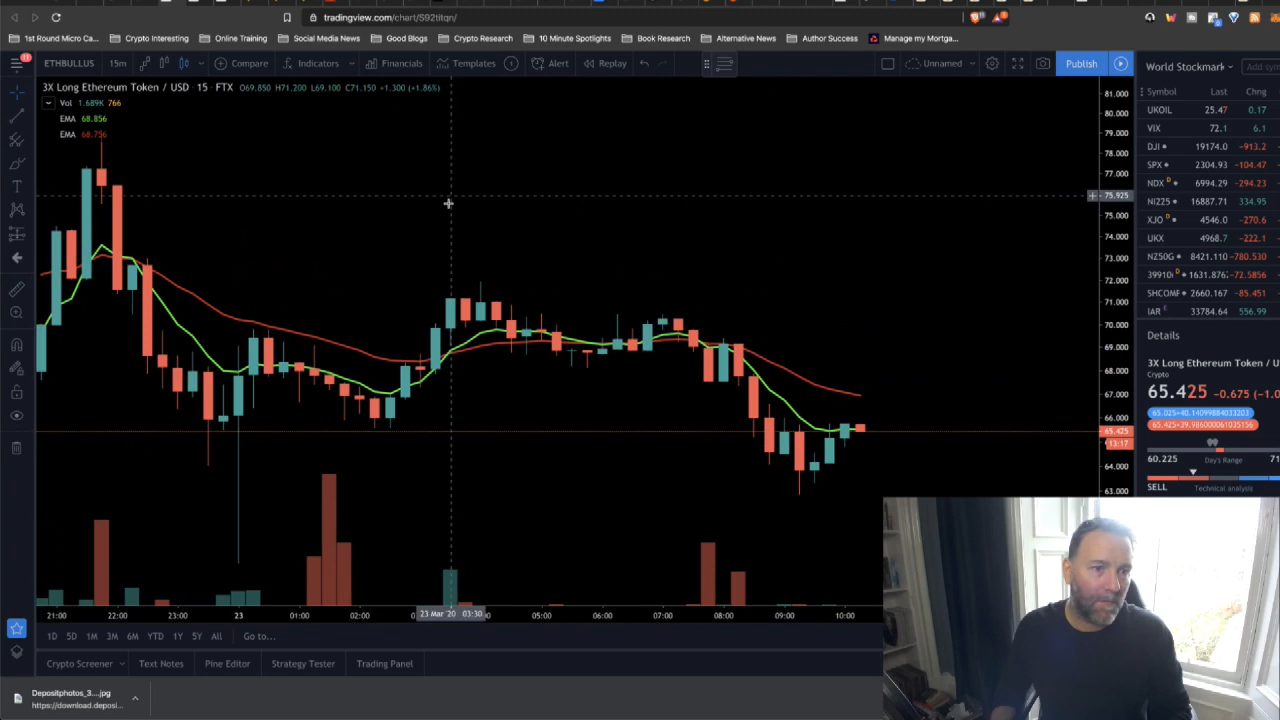 tradingview.com/chart/S92titqn/
1st Round Micro Ca... Crypto Interesting Online Training Social Media News Good Blogs Crypto Research 10 Minute Spotlights Book Research Alternative News Author Success Manage my Mortga...
11 ETHBULLUS 15m Compare Indicators Financials Templates Alert Replay Unnamed Publish World Stockmark Add sym
3X Long Ethereum Token / USD · 15 · FTX O69.850 H71.200 L69.100 C71.150 +1.300 (+1.86%)
Vol 1.689K 766
EMA 68.856
EMA 68.756
81.000
80.000
79.000
78.000
77.000
75.925
75.000
74.000
73.000
72.000
71.000
70.000
69.000
68.000
67.000
66.000
65.425
13:17
64.000
63.000
Symbol Last Chng
UKOIL 25.47 0.17
VIX 72.1 6.1
DJI 19174.0 -913.2
SPX 2304.93 -104.47
NDX D 6994.29 -294.23
NI225 16887.71 334.95
XJO D 4546.0 -270.6
UKX 4968.7 -222.1
NZ50G 8421.110 -780.530
39910 D 1631.876 -72.5856
SHCOMF 2660.167 -85.451
IAR E 33784.64 556.99
Details
3X Long Ethereum Token / U
Crypto
65.425 -0.675 (-1.0
65.025×40.14099884033203
65.425×39.986000061035156
60.225 Day's Range 71
SELL Technical analysis
21:00 22:00 23:00 23 01:00 02:00 23 Mar '20 03:30 05:00 06:00 07:00 08:00 09:00 10:00
1D 5D 1M 3M 6M YTD 1Y 5Y All Go to...
Crypto Screener Text Notes Pine Editor Strategy Tester Trading Panel
Depositphotos_3....jpg
https://download.deposi...